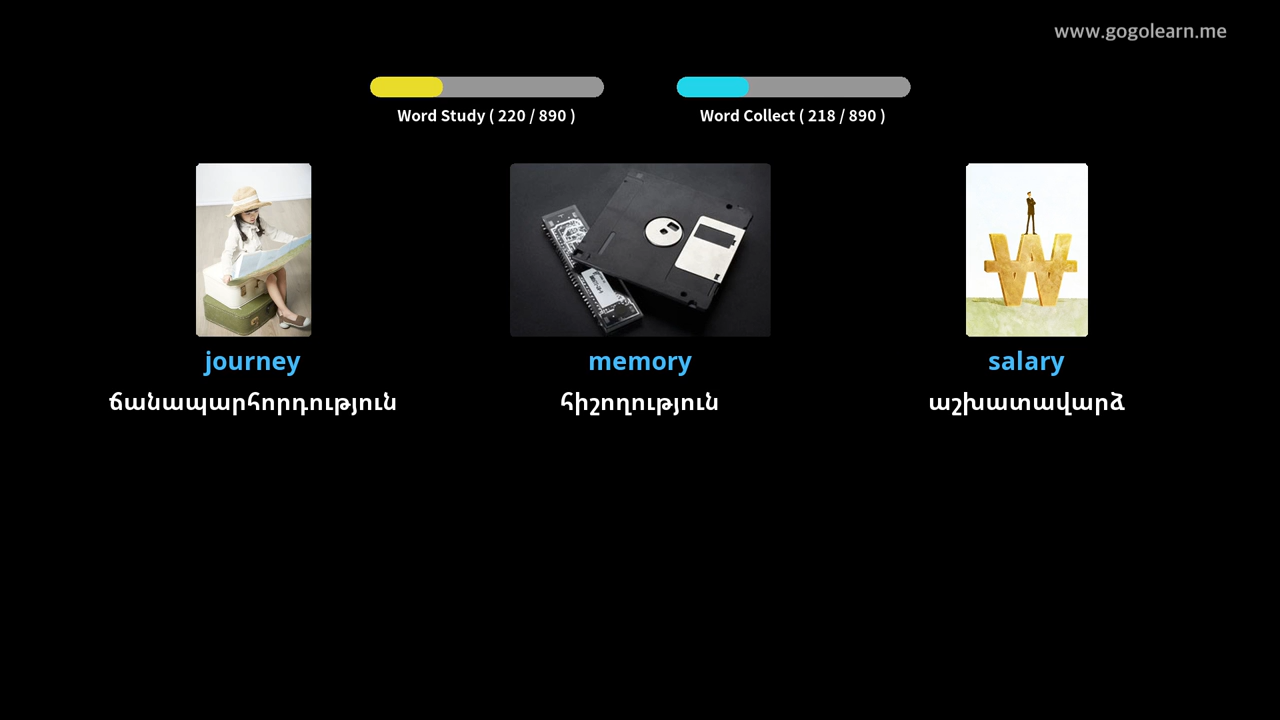 www.gogolearn.me
Word Study ( 220 / 890 )
Word Collect ( 218 / 890 )
journey
memory
salary
ճանապարհորդություն
հիշողություն
աշխատավարձ